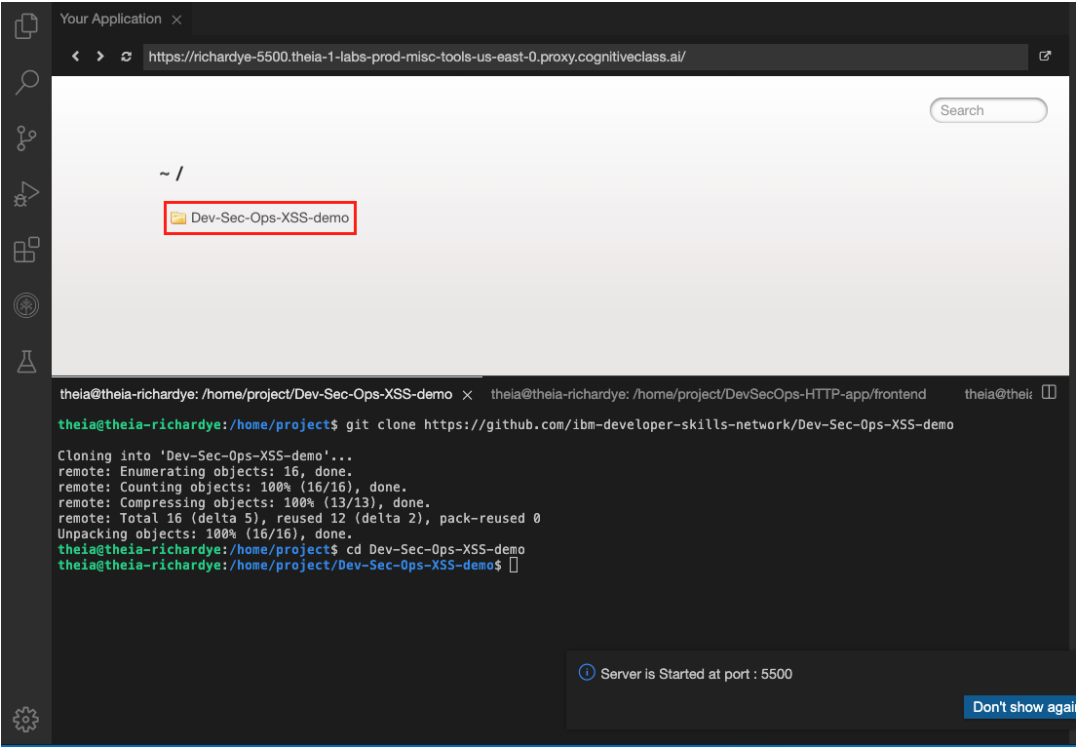 Your Application
https://richardye-5500.theia-1-labs-prod-misc-tools-us-east-0.proxy.cognitiveclass.ai/
Search
~ /
Dev-Sec-Ops-XSS-demo
theia@theia-richardye: /home/project/Dev-Sec-Ops-XSS-demo theia@theia-richardye: /home/project/DevSecOps-HTTP-app/frontend theia@theia
theia@theia-richardye:/home/project$ git clone https://github.com/ibm-developer-skills-network/Dev-Sec-Ops-XSS-demo
Cloning into 'Dev-Sec-Ops-XSS-demo'...
remote: Enumerating objects: 16, done.
remote: Counting objects: 100% (16/16), done.
remote: Compressing objects: 100% (13/13), done.
remote: Total 16 (delta 5), reused 12 (delta 2), pack-reused 0
Unpacking objects: 100% (16/16), done.
theia@theia-richardye:/home/project$ cd Dev-Sec-Ops-XSS-demo
theia@theia-richardye:/home/project/Dev-Sec-Ops-XSS-demo$
Server is Started at port : 5500
Don't show again